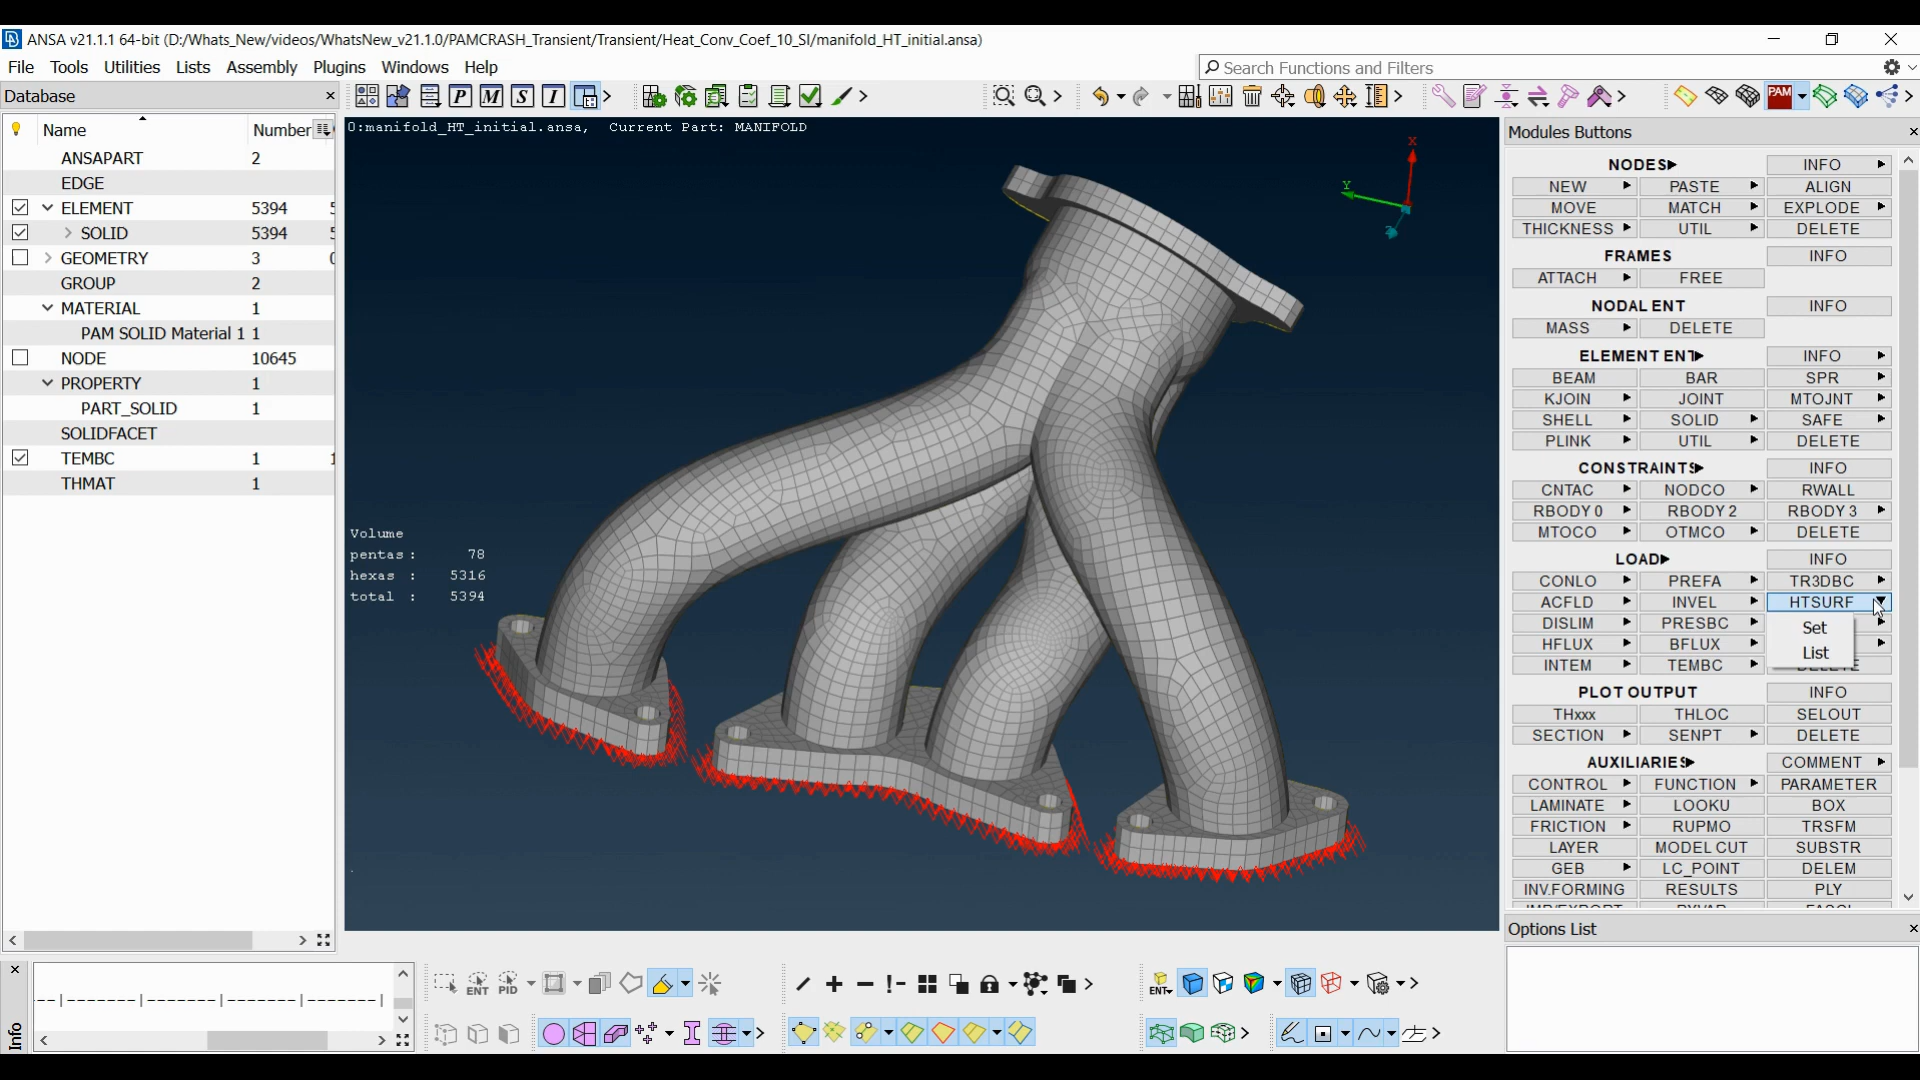 ANSA v21.1.1 64-bit (D:/Whats_New/videos/WhatsNew_v21.1.0/PAMCRASH_Transient/Transient/Heat_Conv_Coef_10_SI/manifold_HT_initial.ansa)
File Tools Utilities Lists Assembly Plugins Windows Help
Search Functions and Filters
Database
P M S I
PAM
Name Number
ANSAPART 2
EDGE
ELEMENT 5394
SOLID 5394
GEOMETRY 3
GROUP 2
MATERIAL 1
PAM SOLID Material 1 1
NODE 10645
PROPERTY 1
PART_SOLID 1
SOLIDFACET
TEMBC 1
THMAT 1
0:manifold_HT_initial.ansa, Current Part: MANIFOLD
X
Y
Z
Volume
pentas: 78
hexas : 5316
total : 5394
Modules Buttons
NODES INFO
NEW PASTE ALIGN
MOVE MATCH EXPLODE
THICKNESS UTIL DELETE
FRAMES INFO
ATTACH FREE
NODAL ENT INFO
MASS DELETE
ELEMENT ENT INFO
BEAM BAR SPR
KJOIN JOINT MTOJNT
SHELL SOLID SAFE
PLINK UTIL DELETE
CONSTRAINTS INFO
CNTAC NODCO RWALL
RBODY 0 RBODY 2 RBODY 3
MTOCO OTMCO DELETE
LOAD INFO
CONLO PREFA TR3DBC
ACFLD INVEL HTSURF
DISLIM PRESBC Set
HFLUX BFLUX List
INTEM TEMBC DELETE
PLOT OUTPUT INFO
THxxx THLOC SELOUT
SECTION SENPT DELETE
AUXILIARIES COMMENT
CONTROL FUNCTION PARAMETER
LAMINATE LOOKU BOX
FRICTION RUPMO TRSFM
LAYER MODEL CUT SUBSTR
GEB LC_POINT DELEM
INV.FORMING RESULTS PLY
Options List
Info
ENT PID
ENT